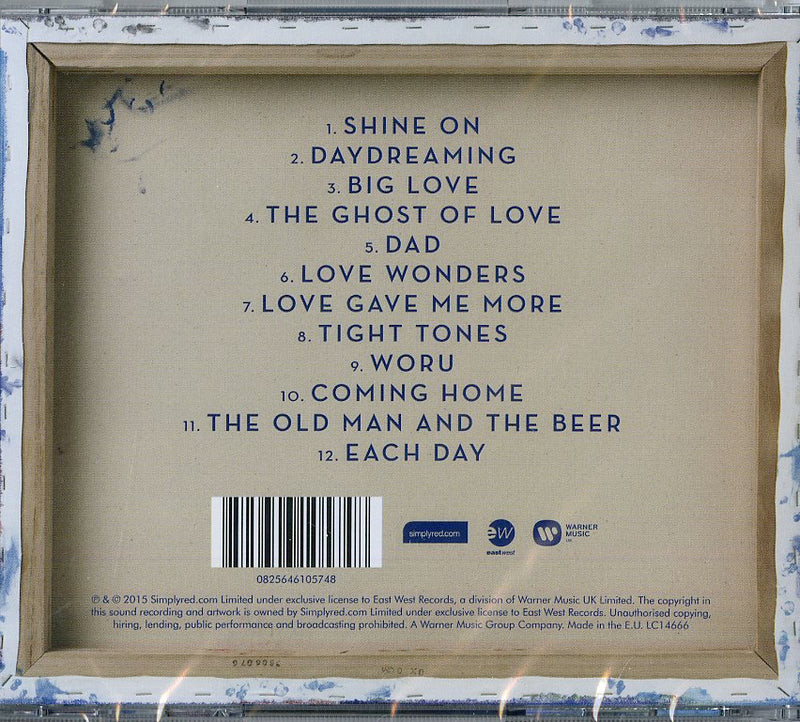 1. SHINE ON
2. DAYDREAMING
3. BIG LOVE
4. THE GHOST OF LOVE
5. DAD
6. LOVE WONDERS
7. LOVE GAVE ME MORE
8. TIGHT TONES
9. WORU
10. COMING HOME
11. THE OLD MAN AND THE BEER
12. EACH DAY
simplyred.com
ew
eastwest
WARNER
MUSIC
UK
0825646105748
℗ & © 2015 Simplyred.com Limited under exclusive license to East West Records, a division of Warner Music UK Limited. The copyright in
this sound recording and artwork is owned by Simplyred.com Limited under exclusive license to East West Records. Unauthorised copying,
hiring, lending, public performance and broadcasting prohibited. A Warner Music Group Company. Made in the E.U. LC14666